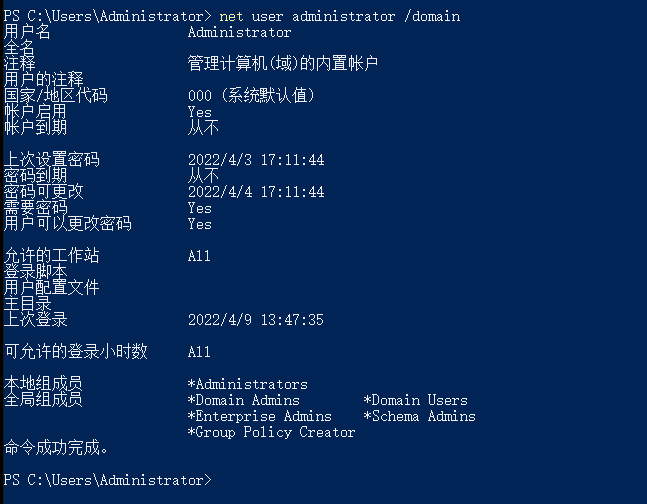 PS C:\Users\Administrator> net user administrator /domain
用户名 Administrator
全名
注释 管理计算机(域)的内置帐户
用户的注释
国家/地区代码 000 (系统默认值)
帐户启用 Yes
帐户到期 从不
上次设置密码 2022/4/3 17:11:44
密码到期 从不
密码可更改 2022/4/4 17:11:44
需要密码 Yes
用户可以更改密码 Yes
允许的工作站 All
登录脚本
用户配置文件
主目录
上次登录 2022/4/9 13:47:35
可允许的登录小时数 All
本地组成员 *Administrators
全局组成员 *Domain Admins *Domain Users
*Enterprise Admins *Schema Admins
*Group Policy Creator
命令成功完成。
PS C:\Users\Administrator>